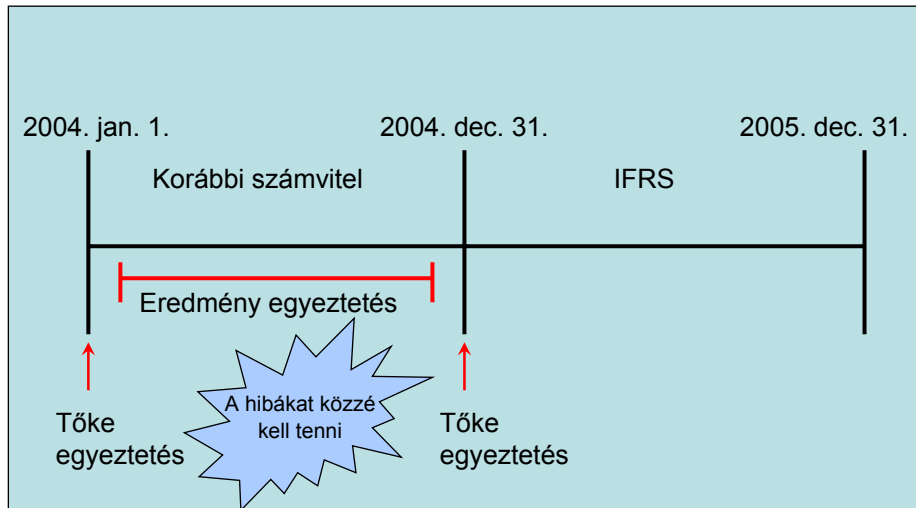 2004. jan. 1.
2004. dec. 31.
2005. dec. 31.
Korábbi számvitel
IFRS
Eredmény egyeztetés
A hibákat közzé
kell tenni
Tőke
egyeztetés
Tőke
egyeztetés